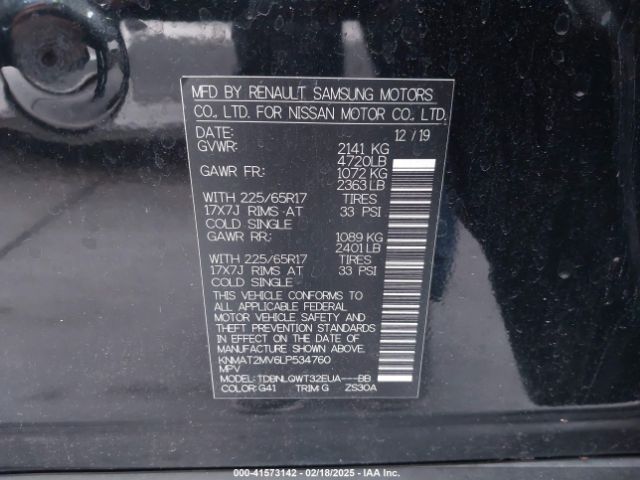 MFD BY RENAULT SAMSUNG MOTORS
CO., LTD. FOR NISSAN MOTOR CO., LTD.
DATE: 12/19
GVWR: 2141 KG
4720LB
GAWR FR: 1072 KG
2363 LB
WITH 225/65R17 TIRES
17X7J RIMS AT 33 PSI
COLD SINGLE
GAWR RR: 1089 KG
2401 LB
WITH 225/65R17 TIRES
17X7J RIMS AT 33 PSI
COLD SINGLE
THIS VEHICLE CONFORMS TO
ALL APPLICABLE FEDERAL
MOTOR VEHICLE SAFETY AND
THEFT PREVENTION STANDARDS
IN EFFECT ON THE DATE OF
MANUFACTURE SHOWN ABOVE.
KNMAT2MV6LP534760
MPV
MODEL: TDBNLQWT32EUA---BB
COLOR: G41 TRIM: G ZS30A
000-41573142 - 02/18/2025 - IAA Inc.